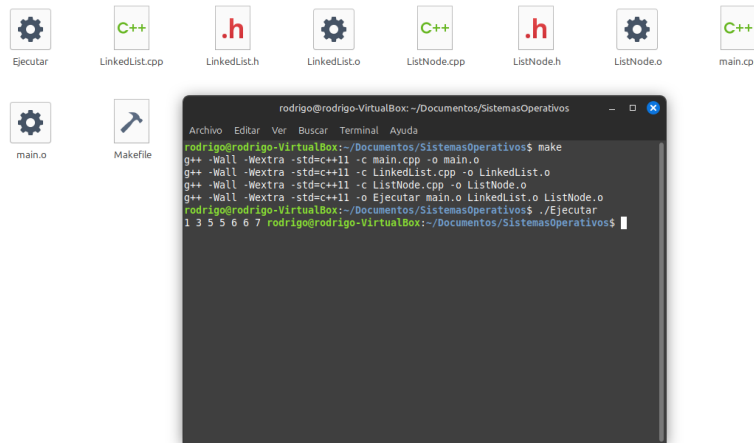 C++ .h C++ .h C++
Ejecutar LinkedList.cpp LinkedList.h LinkedList.o ListNode.cpp ListNode.h ListNode.o main.cp
main.o Makefile
rodrigo@rodrigo-VirtualBox: ~/Documentos/SistemasOperativos
Archivo Editar Ver Buscar Terminal Ayuda
rodrigo@rodrigo-VirtualBox:~/Documentos/SistemasOperativos$ make
g++ -Wall -Wextra -std=c++11 -c main.cpp -o main.o
g++ -Wall -Wextra -std=c++11 -c LinkedList.cpp -o LinkedList.o
g++ -Wall -Wextra -std=c++11 -c ListNode.cpp -o ListNode.o
g++ -Wall -Wextra -std=c++11 -o Ejecutar main.o LinkedList.o ListNode.o
rodrigo@rodrigo-VirtualBox:~/Documentos/SistemasOperativos$ ./Ejecutar
1 3 5 5 6 6 7 rodrigo@rodrigo-VirtualBox:~/Documentos/SistemasOperativos$